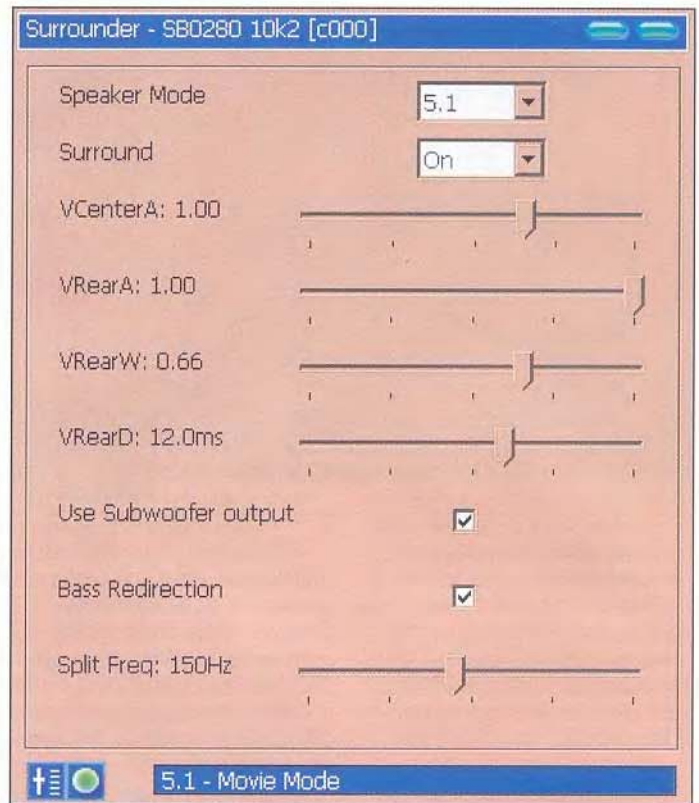 Surrounder - SB0280 10k2 [c000]
Speaker Mode 5.1
Surround On
VCenterA: 1.00
VRearA: 1.00
VRearW: 0.66
VRearD: 12.0ms
Use Subwoofer output
Bass Redirection
Split Freq: 150Hz
5.1 - Movie Mode